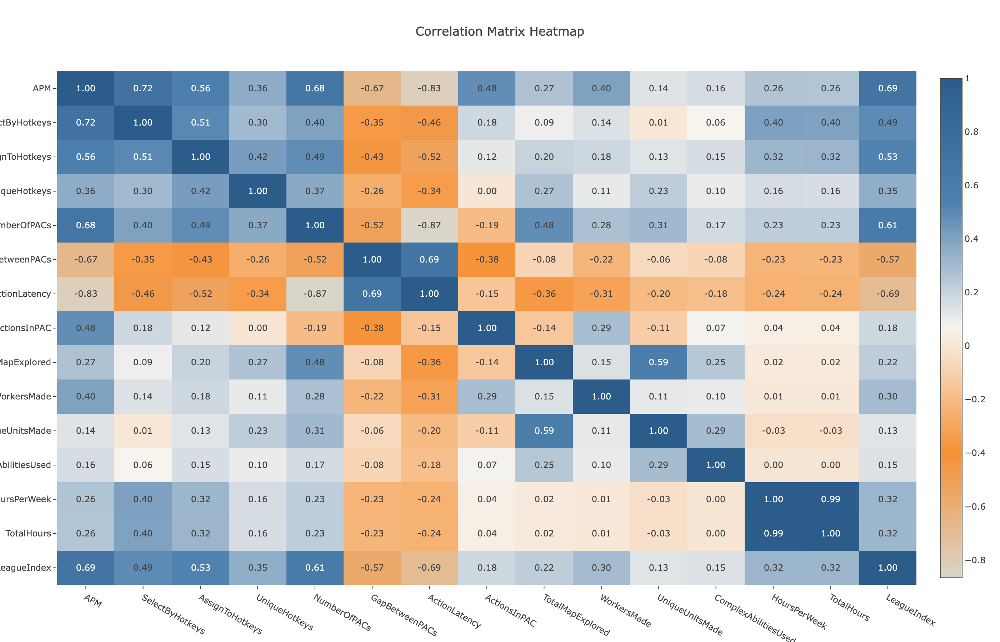 Correlation Matrix Heatmap
APM 1.00 0.72 0.56 0.36 0.68 -0.67 -0.83 0.48 0.27 0.40 0.14 0.16 0.26 0.26 0.69
ctByHotkeys 0.72 1.00 0.51 0.30 0.40 -0.35 -0.46 0.18 0.09 0.14 0.01 0.06 0.40 0.40 0.49
gnToHotkeys 0.56 0.51 1.00 0.42 0.49 -0.43 -0.52 0.12 0.20 0.18 0.13 0.15 0.32 0.32 0.53
queHotkeys 0.36 0.30 0.42 1.00 0.37 -0.26 -0.34 0.00 0.27 0.11 0.23 0.10 0.16 0.16 0.35
mberOfPACs 0.68 0.40 0.49 0.37 1.00 -0.52 -0.87 -0.19 0.48 0.28 0.31 0.17 0.23 0.23 0.61
etweenPACs -0.67 -0.35 -0.43 -0.26 -0.52 1.00 0.69 -0.38 -0.08 -0.22 -0.06 -0.08 -0.23 -0.23 -0.57
ctionLatency -0.83 -0.46 -0.52 -0.34 -0.87 0.69 1.00 -0.15 -0.36 -0.31 -0.20 -0.18 -0.24 -0.24 -0.69
ctionsInPAC 0.48 0.18 0.12 0.00 -0.19 -0.38 -0.15 1.00 -0.14 0.29 -0.11 0.07 0.04 0.04 0.18
MapExplored 0.27 0.09 0.20 0.27 0.48 -0.08 -0.36 -0.14 1.00 0.15 0.59 0.25 0.02 0.02 0.22
WorkersMade 0.40 0.14 0.18 0.11 0.28 -0.22 -0.31 0.29 0.15 1.00 0.11 0.10 0.01 0.01 0.30
ueUnitsMade 0.14 0.01 0.13 0.23 0.31 -0.06 -0.20 -0.11 0.59 0.11 1.00 0.29 -0.03 -0.03 0.13
AbilitiesUsed 0.16 0.06 0.15 0.10 0.17 -0.08 -0.18 0.07 0.25 0.10 0.29 1.00 0.00 0.00 0.15
oursPerWeek 0.26 0.40 0.32 0.16 0.23 -0.23 -0.24 0.04 0.02 0.01 -0.03 0.00 1.00 0.99 0.32
TotalHours 0.26 0.40 0.32 0.16 0.23 -0.23 -0.24 0.04 0.02 0.01 -0.03 0.00 0.99 1.00 0.32
LeagueIndex 0.69 0.49 0.53 0.35 0.61 -0.57 -0.69 0.18 0.22 0.30 0.13 0.15 0.32 0.32 1.00
APM SelectByHotkeys AssignToHotkeys UniqueHotkeys NumberOfPACs GapBetweenPACs ActionLatency ActionsInPAC TotalMapExplored WorkersMade UniqueUnitsMade ComplexAbilitiesUsed HoursPerWeek TotalHours LeagueIndex
1
0.8
0.6
0.4
0.2
0
−0.2
−0.4
−0.6
−0.8